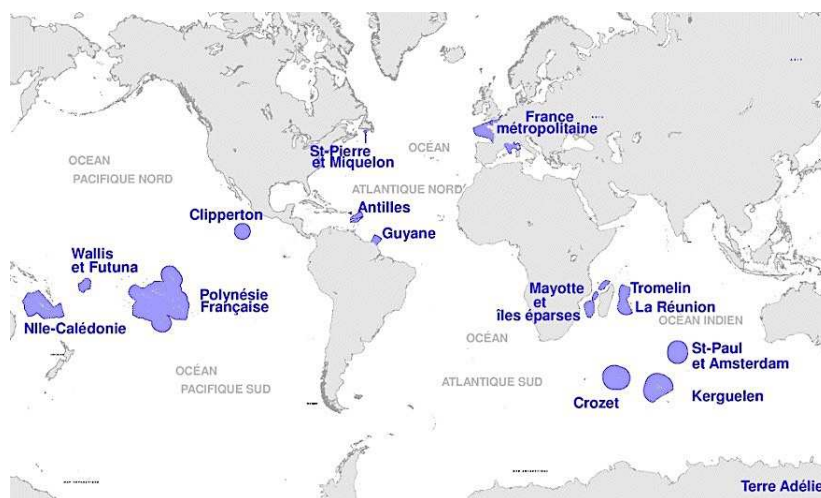 France
métropolitaine
St-Pierre
et Miquelon
OCÉAN
ATLANTIQUE NORD
OCÉAN
PACIFIQUE NORD
Clipperton
Antilles
Guyane
Wallis
et Futuna
Polynésie
Française
Nlle-Calédonie
Mayotte
et
îles éparses
Tromelin
La Réunion
OCÉAN INDIEN
OCÉAN
ATLANTIQUE SUD
OCÉAN
PACIFIQUE SUD
St-Paul
et Amsterdam
Crozet
Kerguelen
Terre Adélie